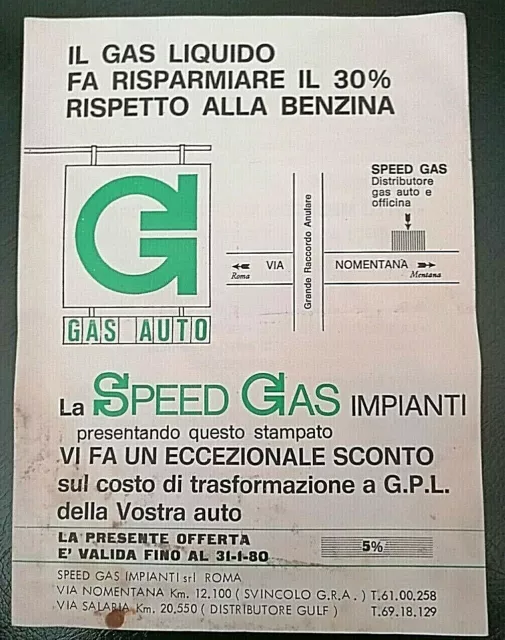 IL GAS LIQUIDO
FA RISPARMIARE IL 30%
RISPETTO ALLA BENZINA
G
GAS AUTO
SPEED GAS
Distributore
gas auto e
officina
Grande Raccordo Anulare
VIA NOMENTANA
Roma
Mentana
La SPEED GAS IMPIANTI
presentando questo stampato
VI FA UN ECCEZIONALE SCONTO
sul costo di trasformazione a G.P.L.
della Vostra auto
LA PRESENTE OFFERTA
E' VALIDA FINO AL 31-1-80
5%
SPEED GAS IMPIANTI srl ROMA
VIA NOMENTANA Km. 12,100 ( SVINCOLO G.R.A. ) T.61.00.258
VIA SALARIA Km. 20,550 ( DISTRIBUTORE GULF ) T.69.18.129